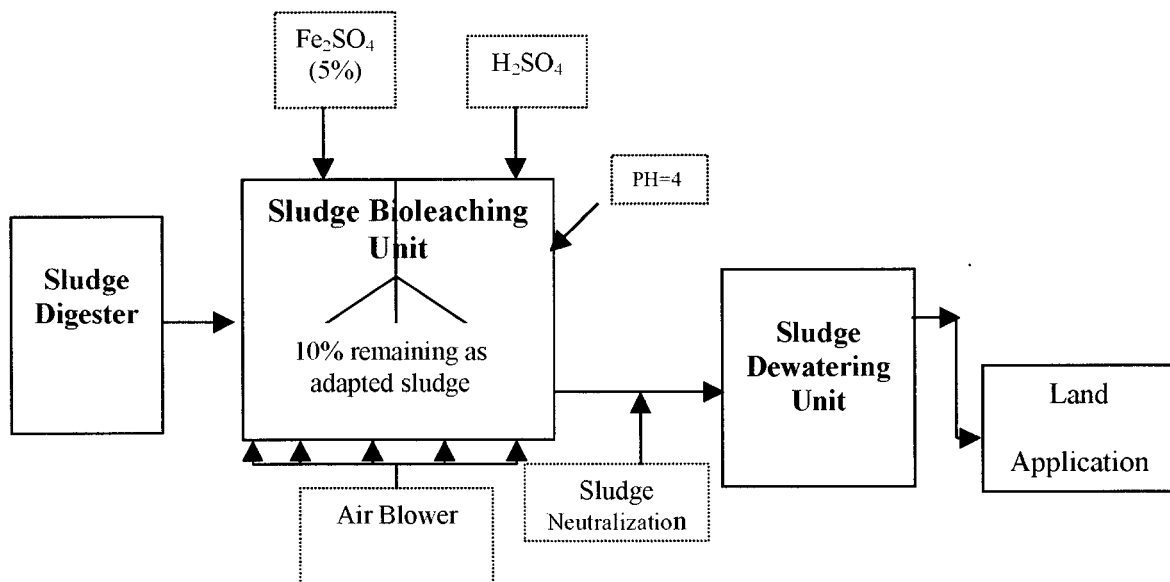 Fe₂SO₄
(5%)
H₂SO₄
PH=4
Sludge Bioleaching
Unit
Sludge
Digester
10% remaining as
adapted sludge
Sludge
Dewatering
Unit
Land
Application
Air Blower
Sludge
Neutralization